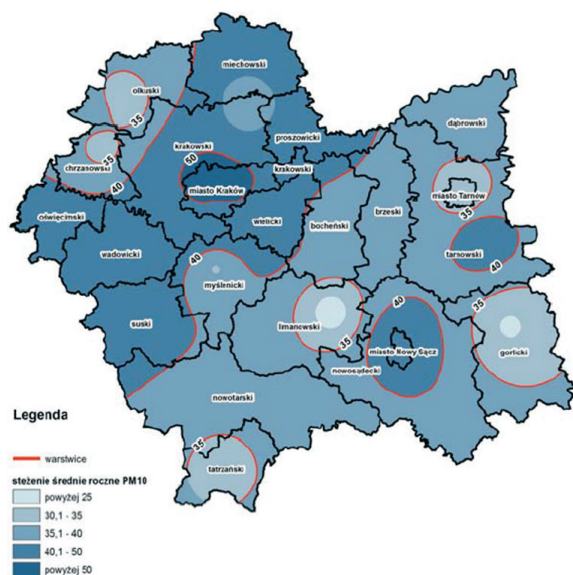 miechowski
olkuski
35
dąbrowski
proszowicki
krakowski
50
35
chrzanowski
krakowski
40
miasto Kraków
miasto Tarnów
35
oświęcimski
wielicki
bocheński
brzeski
wadowicki
tarnowski
40
40
myślenicki
40
35
suski
limanowski
35
miasto Nowy Sącz
gorlicki
nowosądecki
nowotarski
Legenda
35
tatrzański
warstwice
stężenie średnie roczne PM10
powyżej 25
30,1 - 35
35,1 - 40
40,1 - 50
powyżej 50